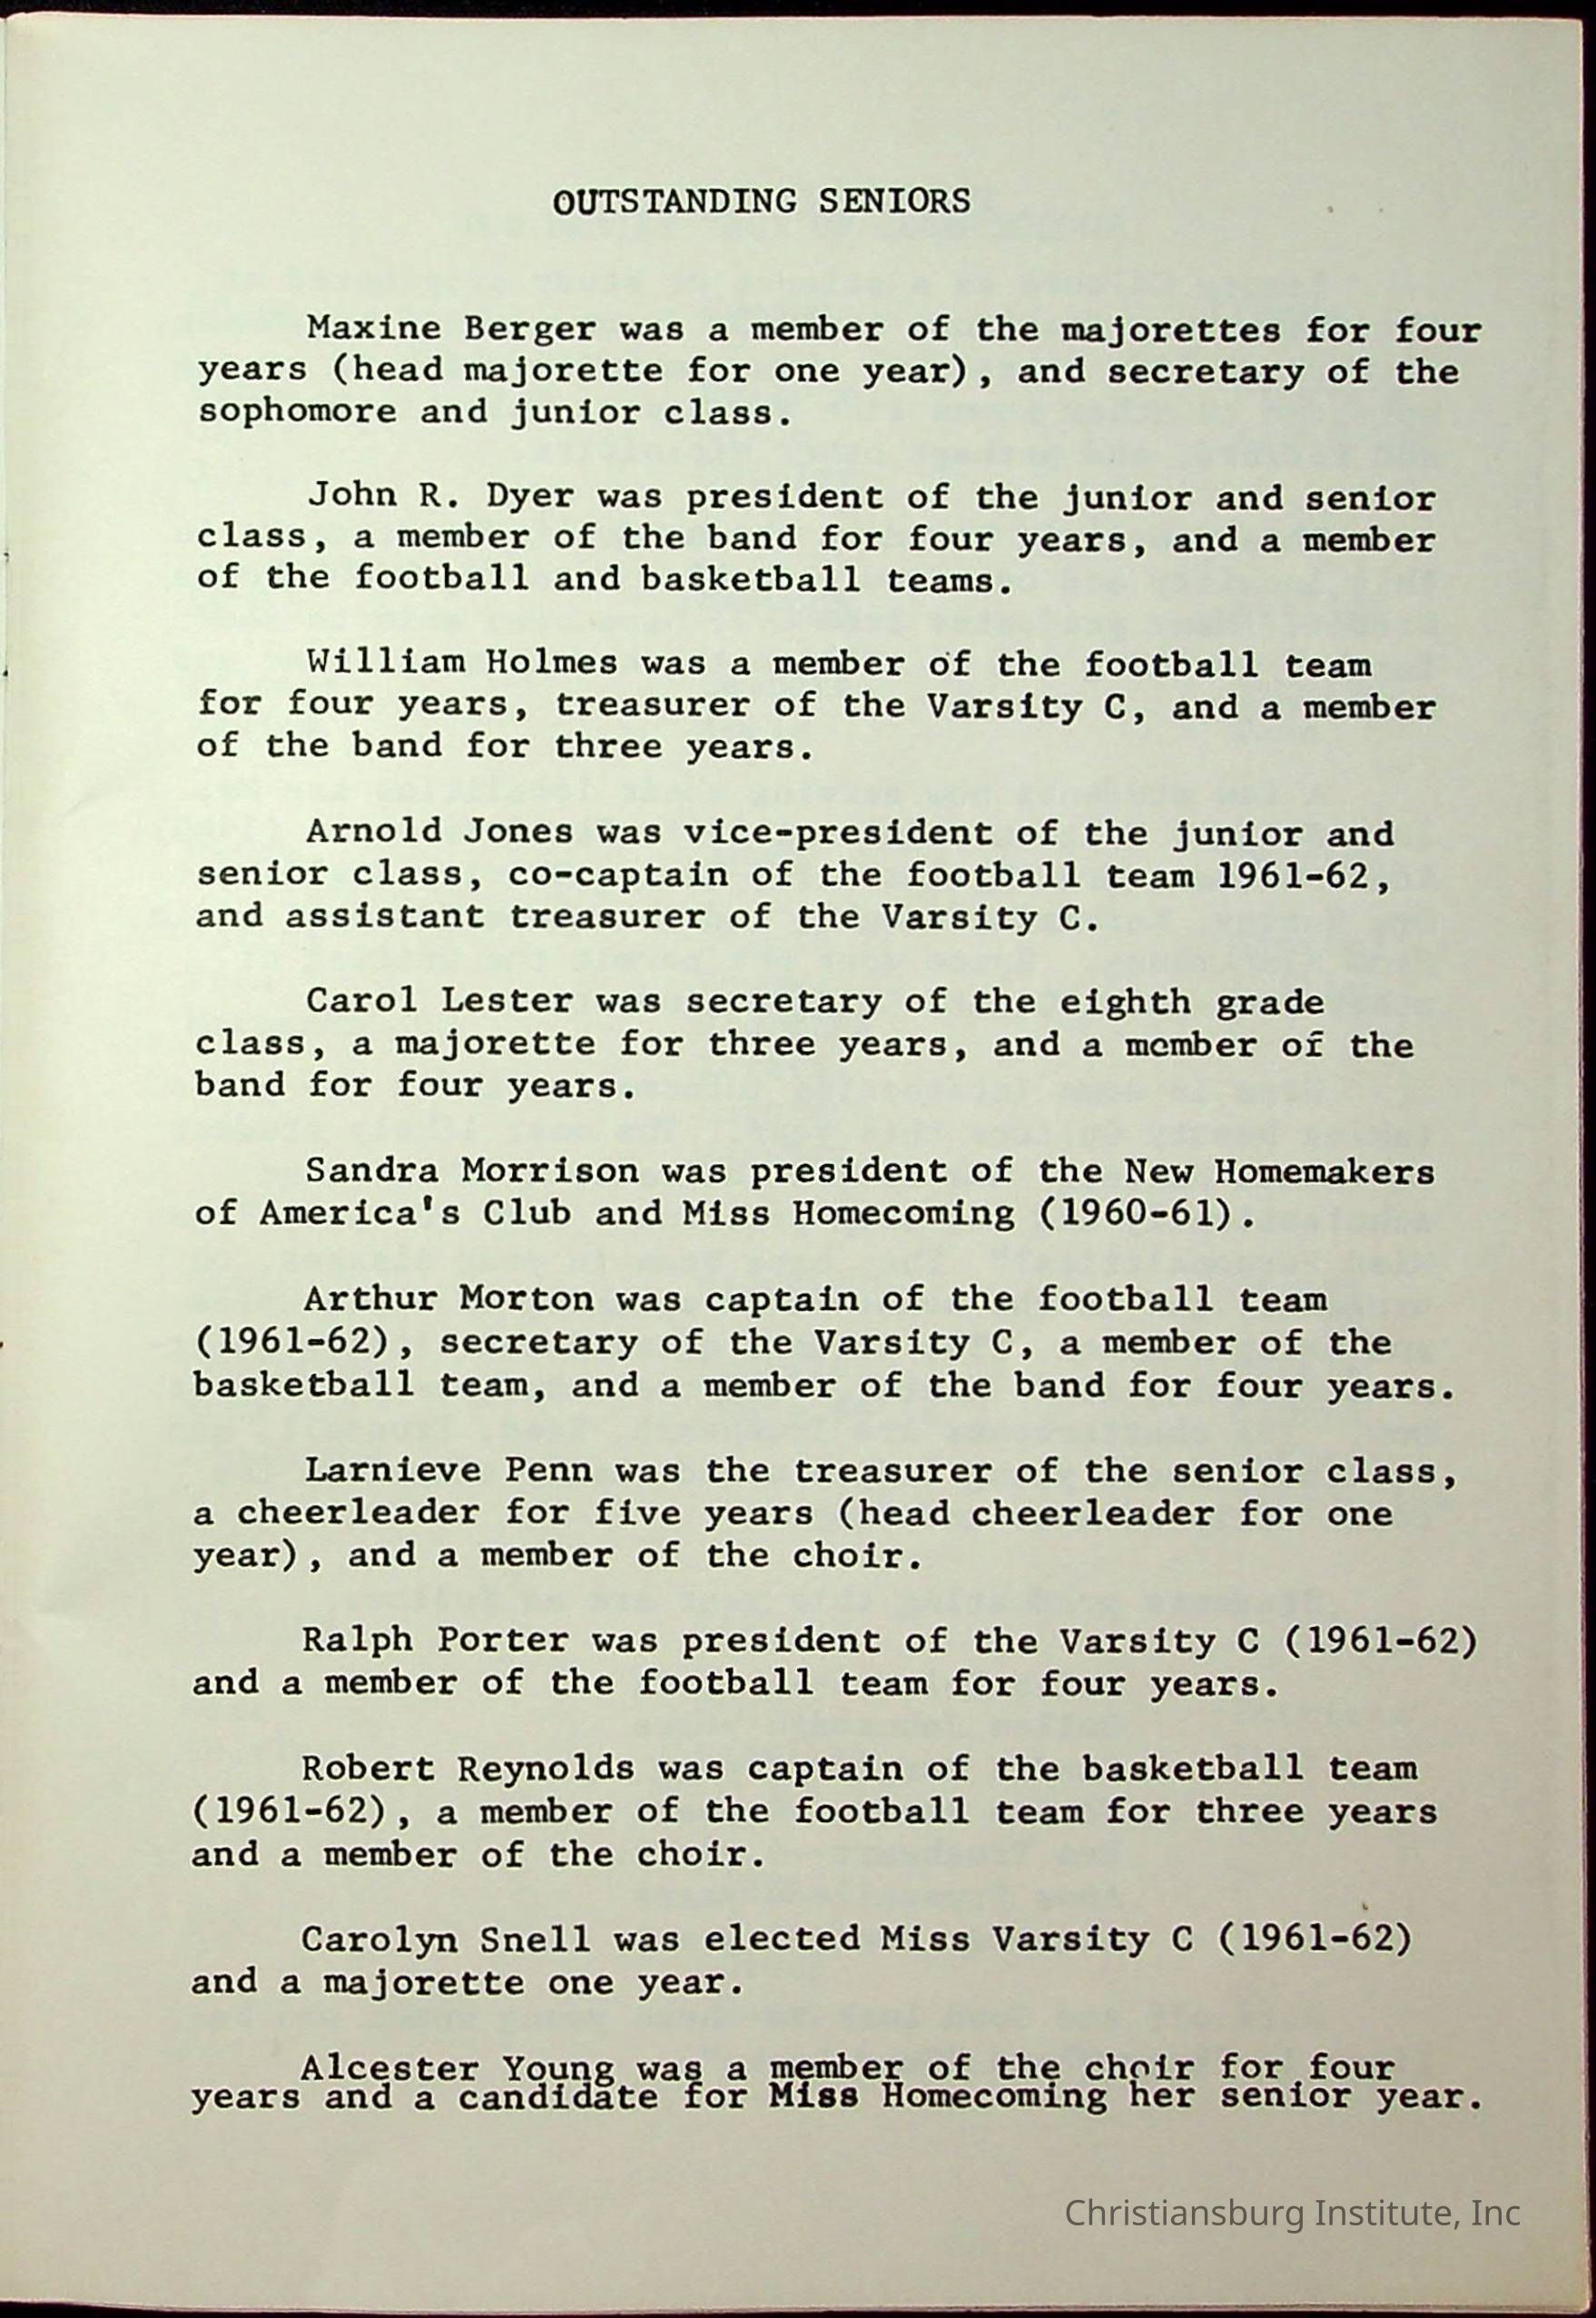 OUTSTANDING SENIORS
Maxine Berger was a member of the majorettes for four
years (head majorette for one year), and secretary of the
sophomore and junior class.
John R. Dyer was president of the junior and senior
class, a member of the band for four years, and a member
of the football and basketball teams.
William Holmes was a member of the football team
for four years, treasurer of the Varsity C, and a member
of the band for three years.
Arnold Jones was vice-president of the junior and
senior class, co-captain of the football team 1961-62,
and assistant treasurer of the Varsity C.
Carol Lester was secretary of the eighth grade
class, a majorette for three years, and a member of the
band for four years.
Sandra Morrison was president of the New Homemakers
of America's Club and Miss Homecoming (1960-61).
Arthur Morton was captain of the football team
(1961-62), secretary of the Varsity C, a member of the
basketball team, and a member of the band for four years.
Larnieve Penn was the treasurer of the senior class,
a cheerleader for five years (head cheerleader for one
year), and a member of the choir.
Ralph Porter was president of the Varsity C (1961-62)
and a member of the football team for four years.
Robert Reynolds was captain of the basketball team
(1961-62), a member of the football team for three years
and a member of the choir.
Carolyn Snell was elected Miss Varsity C (1961-62)
and a majorette one year.
Alcester Young was a member of the choir for four
years and a candidate for Miss Homecoming her senior year.
Christiansburg Institute, Inc